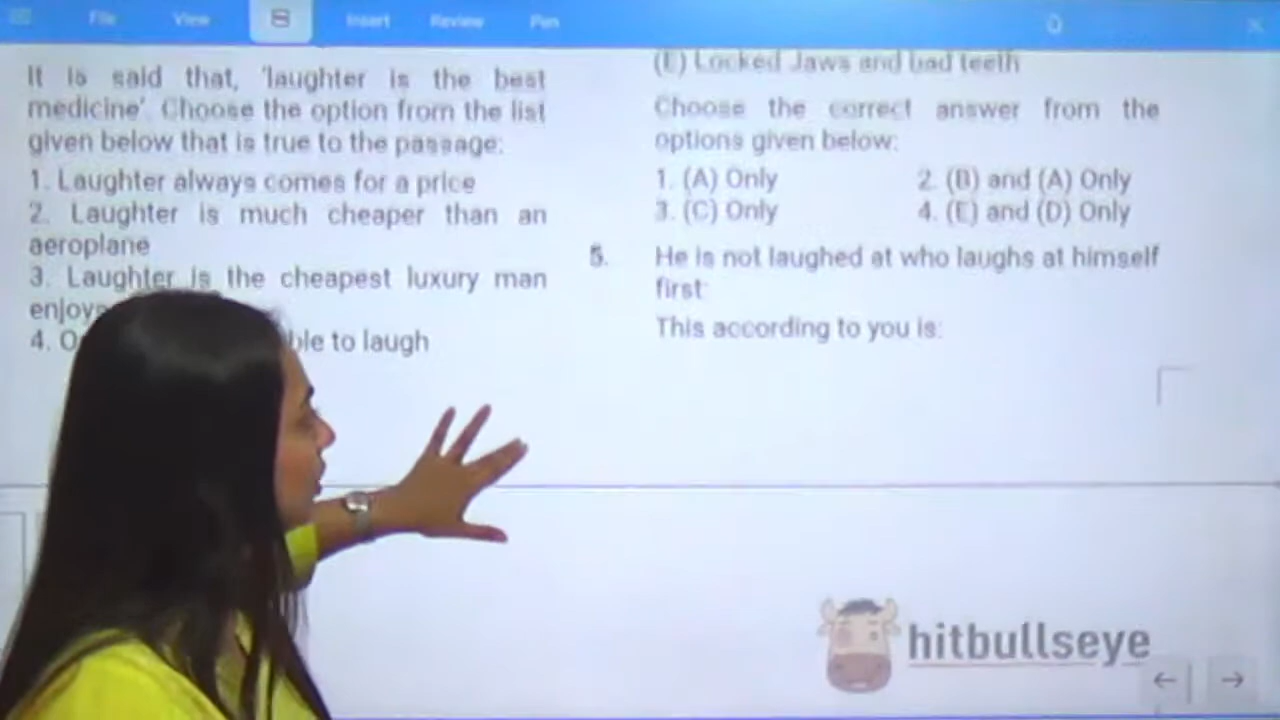 File View Insert Review Pen
It is said that, 'laughter is the best
medicine'. Choose the option from the list
given below that is true to the passage:
1. Laughter always comes for a price
2. Laughter is much cheaper than an
aeroplane
3. Laughter is the cheapest luxury man
enjoys
4. ble to laugh
(E) Locked Jaws and bad teeth
Choose the correct answer from the
options given below:
1. (A) Only 2. (B) and (A) Only
3. (C) Only 4. (E) and (D) Only
5. He is not laughed at who laughs at himself
first
This according to you is:
hitbullseye